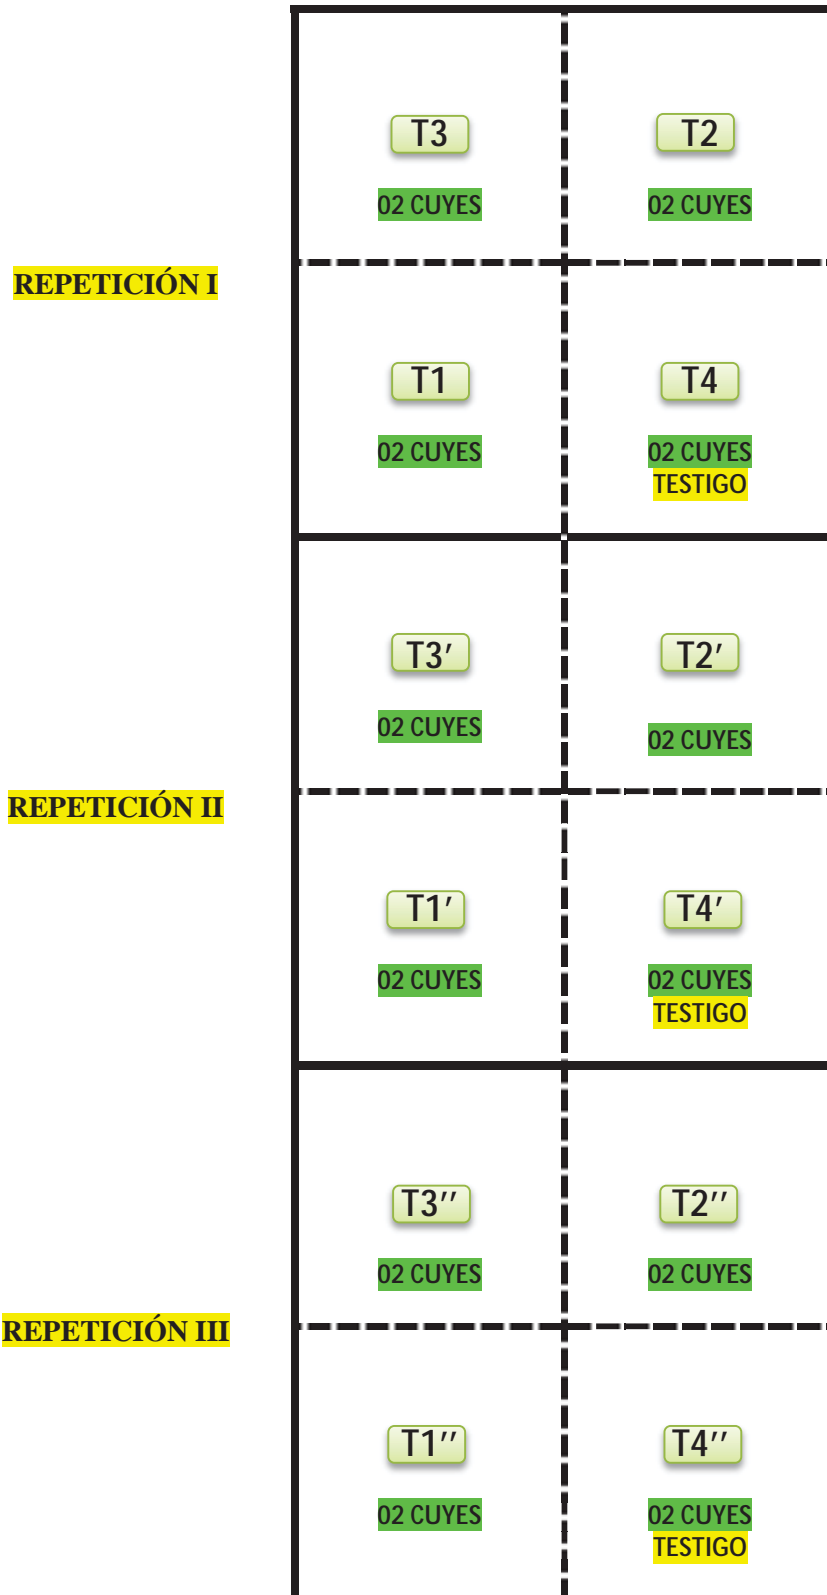 T3
T2
02 CUYES
02 CUYES
REPETICIÓN I
T1
T4
02 CUYES
02 CUYES
TESTIGO
T3′
T2′
02 CUYES
02 CUYES
REPETICIÓN II
T1′
T4′
02 CUYES
02 CUYES
TESTIGO
T3′′
T2′′
02 CUYES
02 CUYES
REPETICIÓN III
T1′′
T4′′
02 CUYES
02 CUYES
TESTIGO